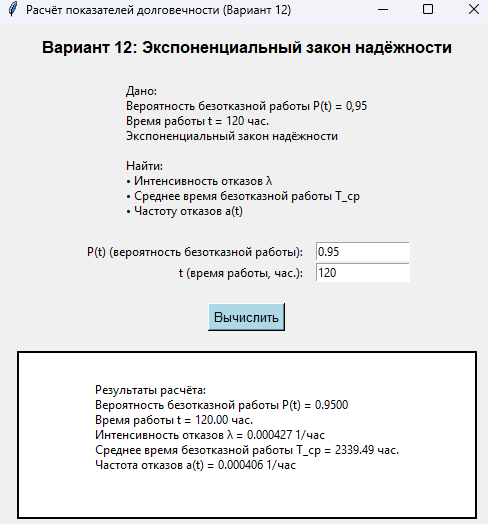 Расчёт показателей долговечности (Вариант 12)
Вариант 12: Экспоненциальный закон надёжности
Дано:
Вероятность безотказной работы P(t) = 0,95
Время работы t = 120 час.
Экспоненциальный закон надёжности
Найти:
• Интенсивность отказов λ
• Среднее время безотказной работы T_ср
• Частоту отказов a(t)
P(t) (вероятность безотказной работы): 0.95
t (время работы, час.): 120
Вычислить
Результаты расчёта:
Вероятность безотказной работы P(t) = 0.9500
Время работы t = 120.00 час.
Интенсивность отказов λ = 0.000427 1/час
Среднее время безотказной работы T_ср = 2339.49 час.
Частота отказов a(t) = 0.000406 1/час